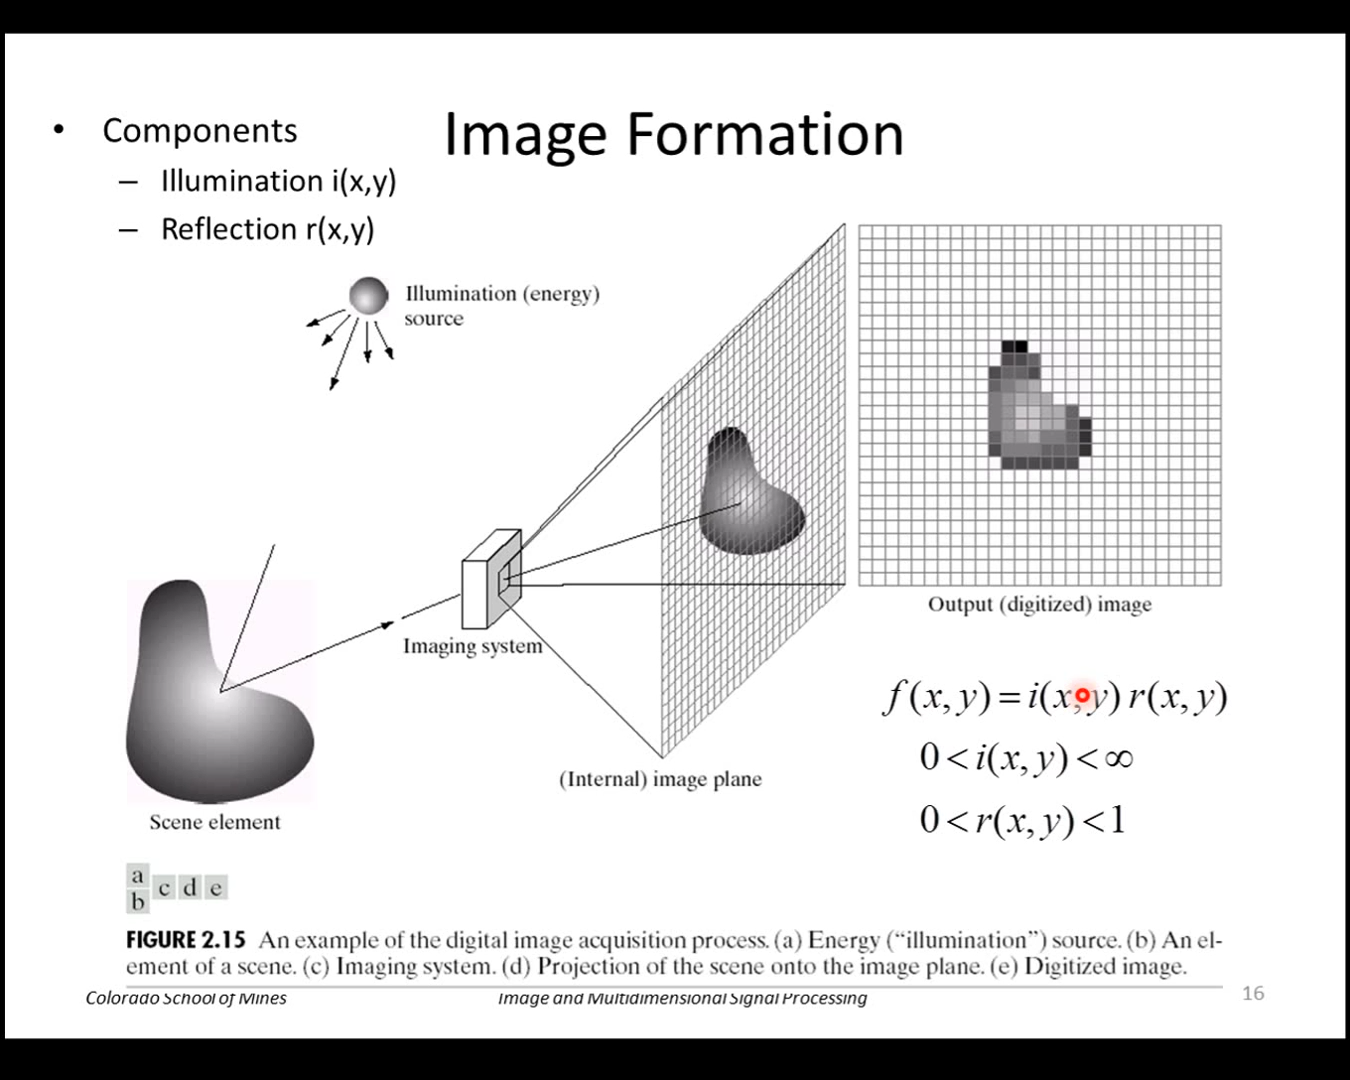 Image Formation
• Components
– Illumination i(x,y)
– Reflection r(x,y)
Illumination (energy)
source
Imaging system
Scene element
(Internal) image plane
Output (digitized) image
f(x, y) = i(x, y) r(x, y)
0 < i(x, y) < ∞
0 < r(x, y) < 1
a
b
c d e
FIGURE 2.15 An example of the digital image acquisition process. (a) Energy (“illumination”) source. (b) An el-
ement of a scene. (c) Imaging system. (d) Projection of the scene onto the image plane. (e) Digitized image.
Colorado School of Mines
Image and Multidimensional Signal Processing
16